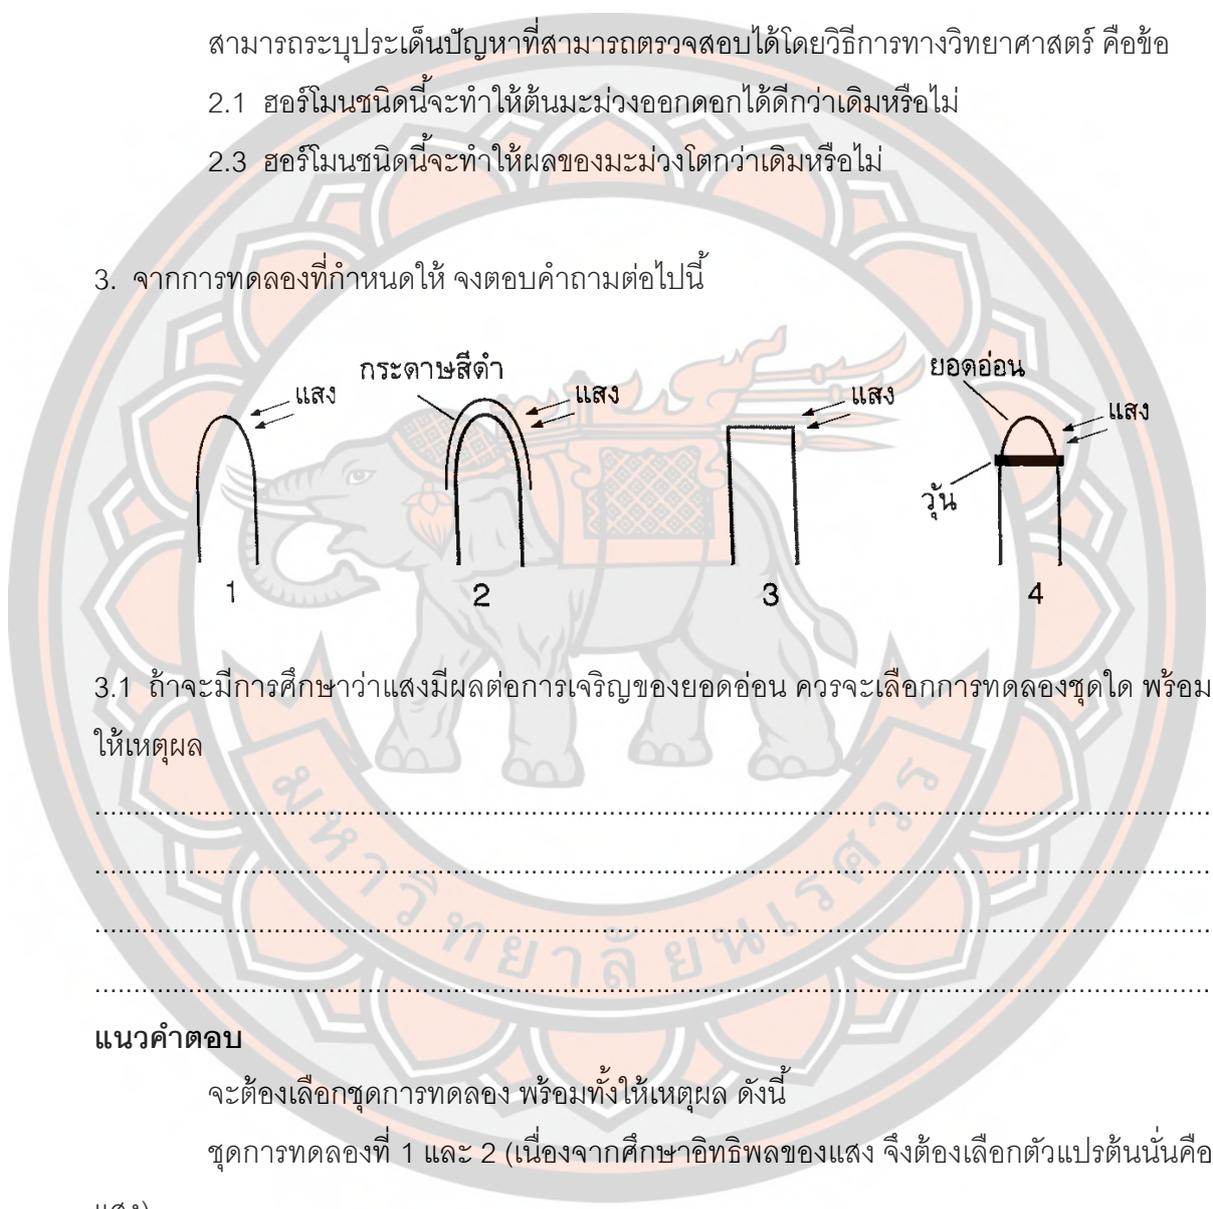 สามารถระบุประเด็นปัญหาที่สามารถตรวจสอบได้โดยวิธีการทางวิทยาศาสตร์ คือข้อ
2.1 ฮอร์โมนชนิดนี้จะทำให้ต้นมะม่วงออกดอกได้ดีกว่าเดิมหรือไม่
2.3 ฮอร์โมนชนิดนี้จะทำให้ผลของมะม่วงโตกว่าเดิมหรือไม่
3. จากการทดลองที่กำหนดให้ จงตอบคำถามต่อไปนี้
กระดาษสีดำ
ยอดอ่อน
แสง
แสง
แสง
แสง
วุ้น
1
2
3
4
3.1 ถ้าจะมีการศึกษาว่าแสงมีผลต่อการเจริญของยอดอ่อน ควรจะเลือกการทดลองชุดใด พร้อม
ให้เหตุผล
มหาวิทยาลัยนเรศวร
แนวคำตอบ
จะต้องเลือกชุดการทดลอง พร้อมทั้งให้เหตุผล ดังนี้
ชุดการทดลองที่ 1 และ 2 (เนื่องจากศึกษาอิทธิพลของแสง จึงต้องเลือกตัวแปรต้นนั่นคือ
แสง)